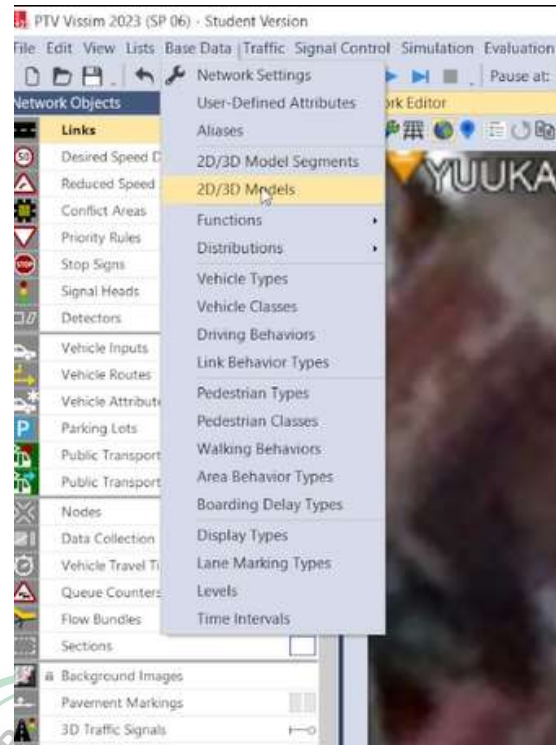 PTV Vissim 2023 (SP 06) - Student Version
File Edit View Lists Base Data Traffic Signal Control Simulation Evaluation
Pause at:
Network Objects
Network Settings
User-Defined Attributes
Aliases
2D/3D Model Segments
2D/3D Models
Functions
Distributions
Vehicle Types
Vehicle Classes
Driving Behaviors
Link Behavior Types
Pedestrian Types
Pedestrian Classes
Walking Behaviors
Area Behavior Types
Boarding Delay Types
Display Types
Lane Marking Types
Levels
Time Intervals
Links
50
Desired Speed D
Reduced Speed
Conflict Areas
Priority Rules
STOP
Stop Signs
Signal Heads
Detectors
Vehicle Inputs
Vehicle Routes
Vehicle Attribut
P
Parking Lots
Public Transport
Public Transport
Nodes
Data Collection
Vehicle Travel Ti
Queue Counters
Flow Bundles
Sections
Background Images
Pavement Markings
3D Traffic Signals
ork Editor
YUUKA